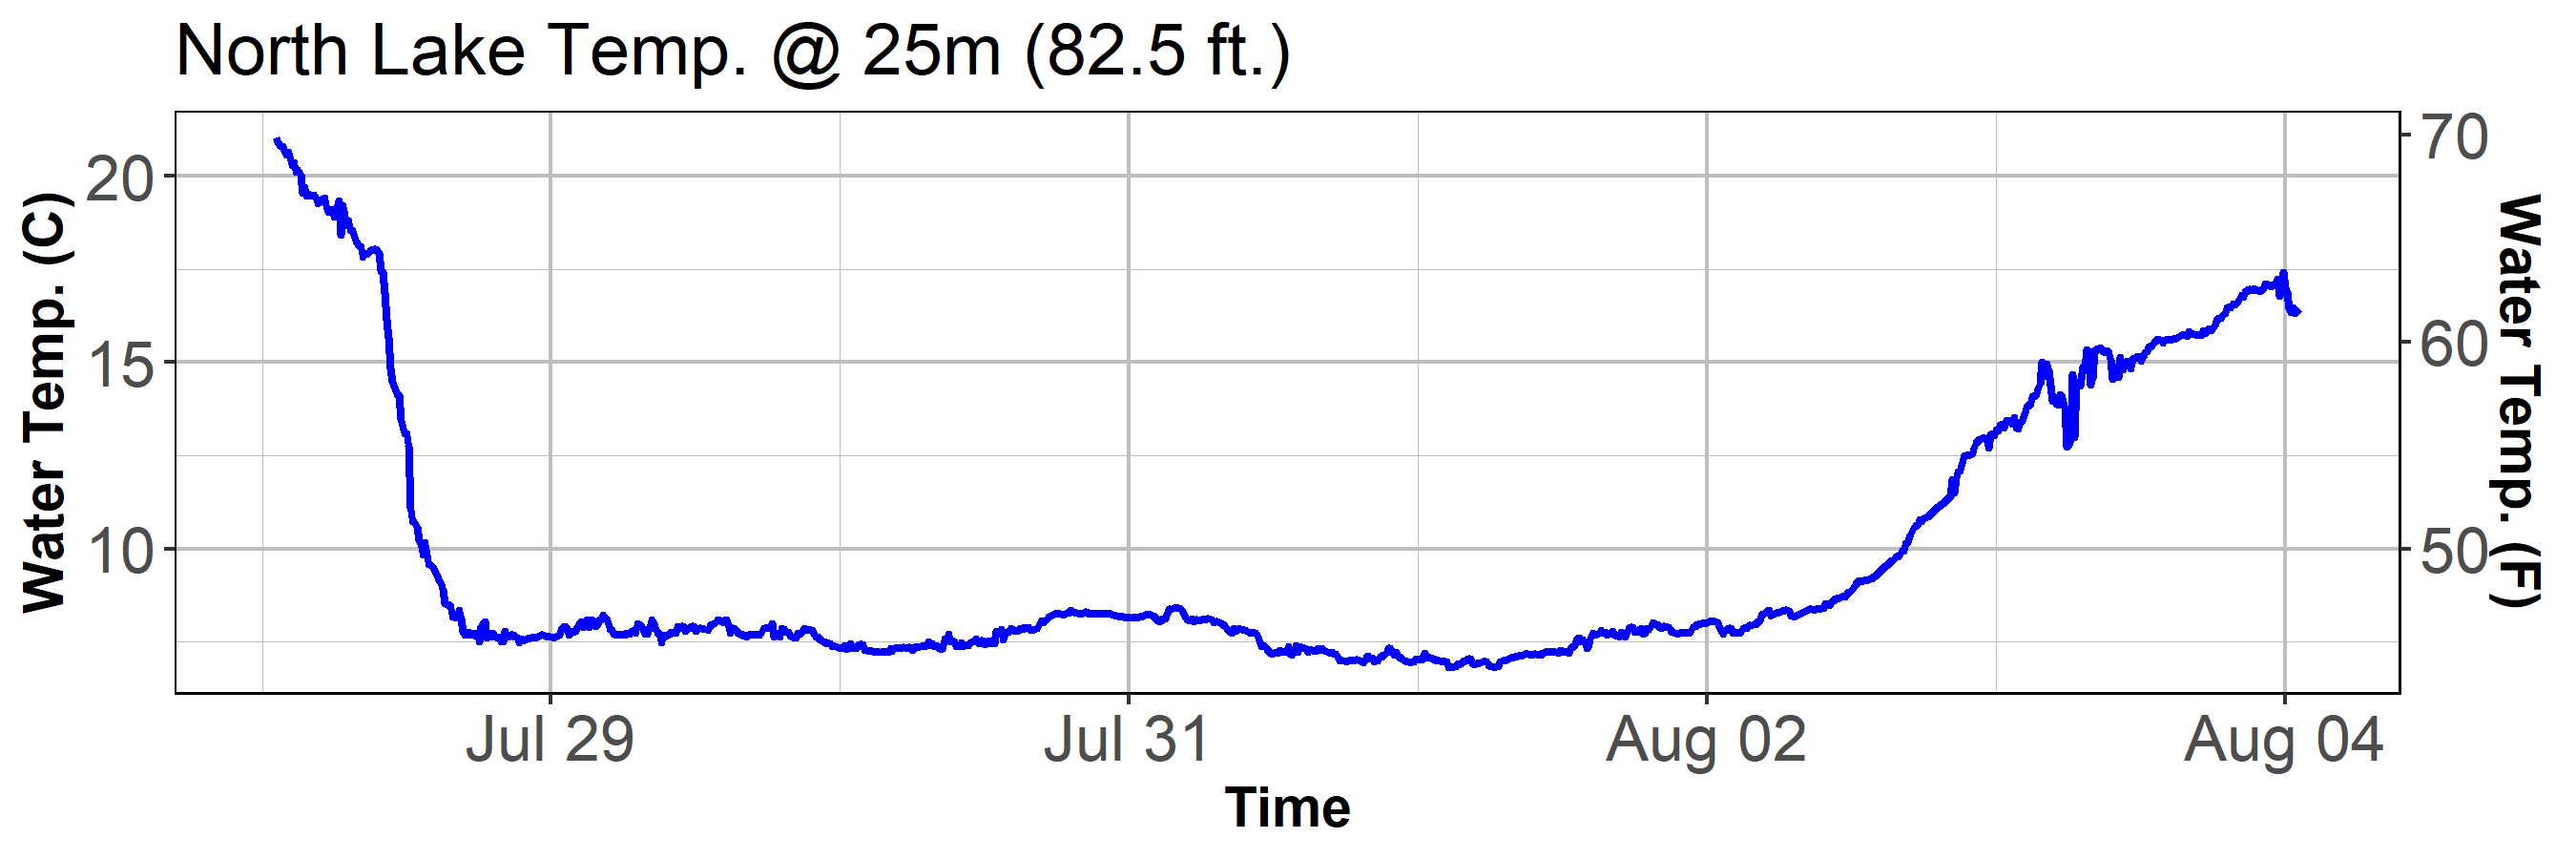 North Lake Temp. @ 25m (82.5 ft.)
Water Temp. (C)
20
15
10
70
60
50
Water Temp. (F)
Jul 29
Jul 31
Aug 02
Aug 04
Time